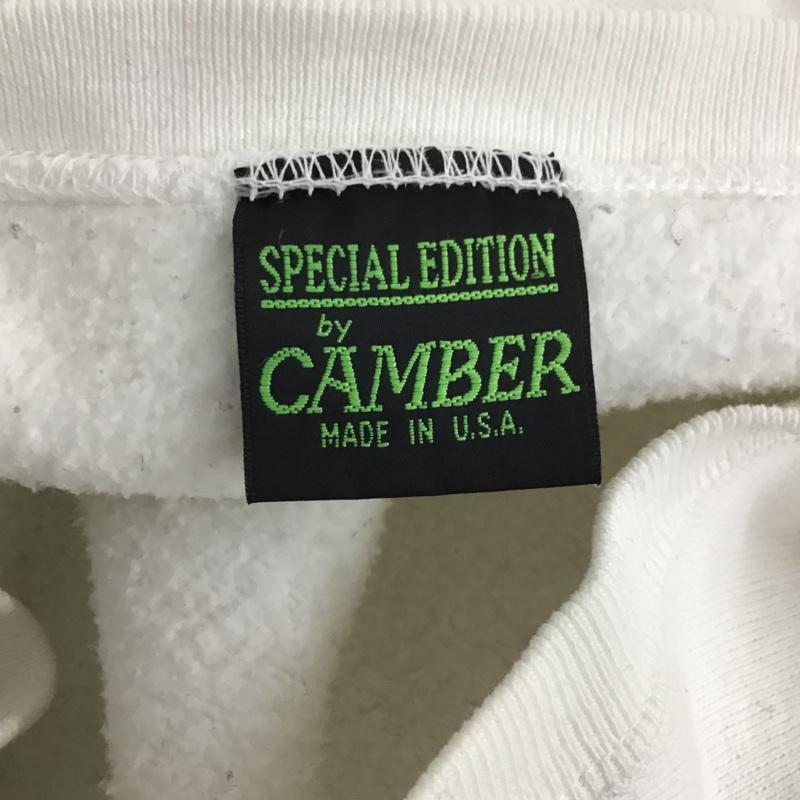 SPECIAL EDITION
by
CAMBER
MADE IN U.S.A.